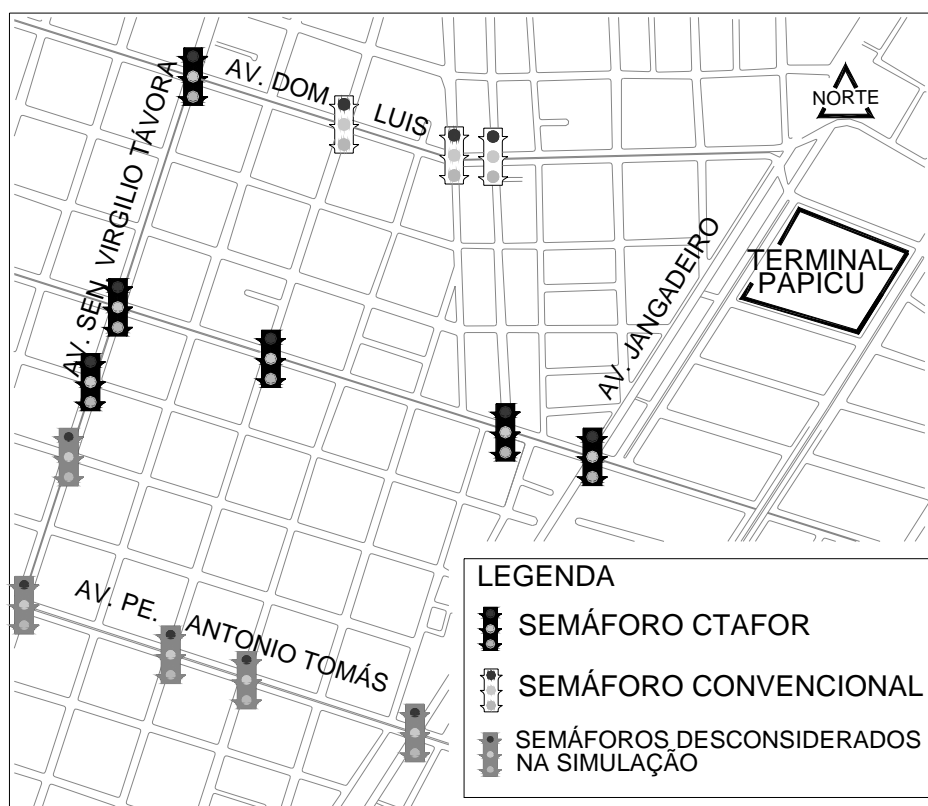 AV. DOM LUIS
NORTE
AV. SEN VIRGILIO TÁVORA
AV. JANGADEIRO
TERMINAL
PAPICU
AV. PE. ANTONIO TOMÁS
LEGENDA
SEMÁFORO CTAFOR
SEMÁFORO CONVENCIONAL
SEMÁFOROS DESCONSIDERADOS
NA SIMULAÇÃO